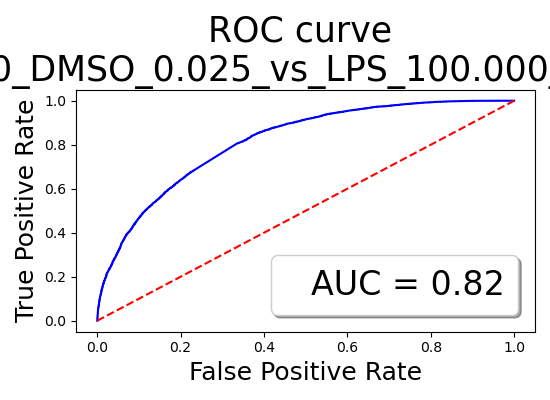 ROC curve
0_DMSO_0.025_vs_LPS_100.000_
True Positive Rate
1.0
0.8
0.6
0.4
0.2
0.0
AUC = 0.82
0.0 0.2 0.4 0.6 0.8 1.0
False Positive Rate